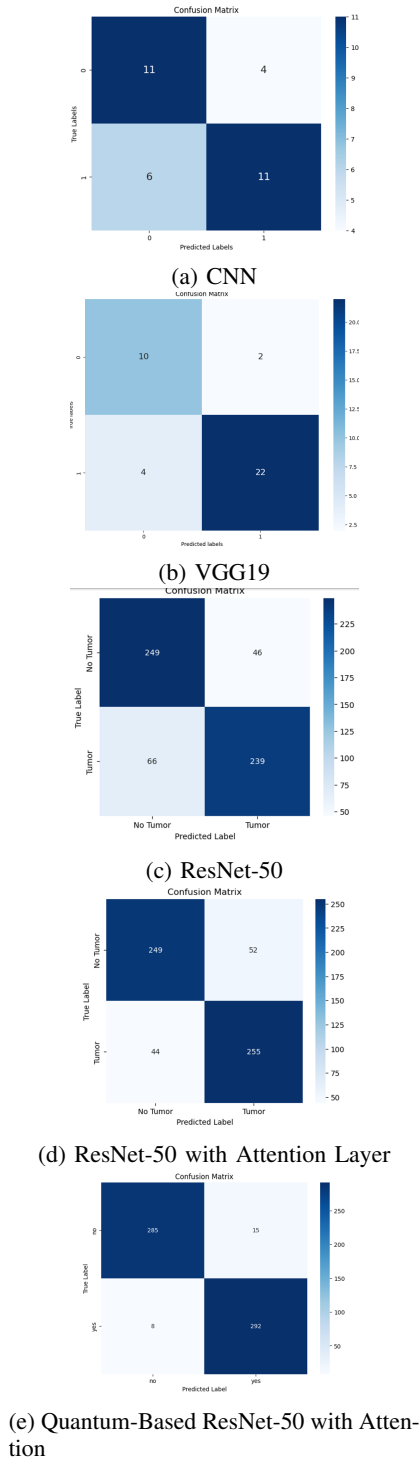 Confusion Matrix
11
4
6
11
0
1
True Labels
0
1
Predicted Labels
11
10
9
8
7
6
5
4
(a) CNN
Confusion Matrix
10
2
4
22
0
1
True labels
0
1
Predicted labels
20.0
17.5
15.0
12.5
10.0
7.5
5.0
2.5
(b) VGG19
Confusion Matrix
249
46
66
239
No Tumor
Tumor
True Label
No Tumor
Tumor
Predicted Label
225
200
175
150
125
100
75
50
(c) ResNet-50
Confusion Matrix
249
52
44
255
No Tumor
Tumor
True Label
No Tumor
Tumor
Predicted Label
250
225
200
175
150
125
100
75
50
(d) ResNet-50 with Attention Layer
Confusion Matrix
285
15
8
292
no
yes
True Label
no
yes
Predicted Label
250
200
150
100
50
(e) Quantum-Based ResNet-50 with Atten-
tion